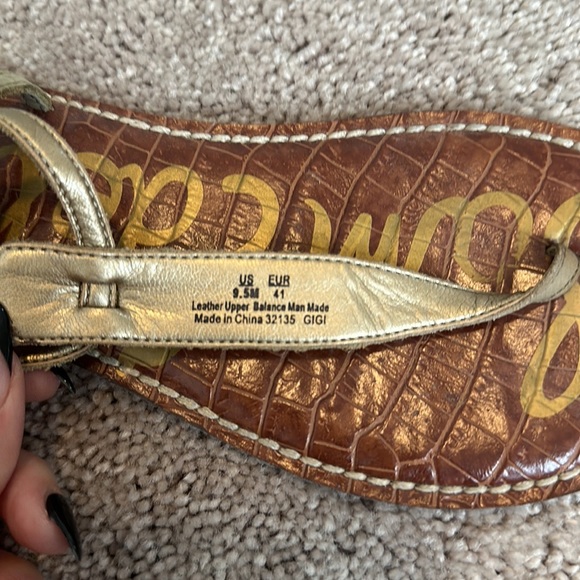 US EUR
9.5M 41
Leather Upper Balance Man Made
Made in China 32135 GIGI